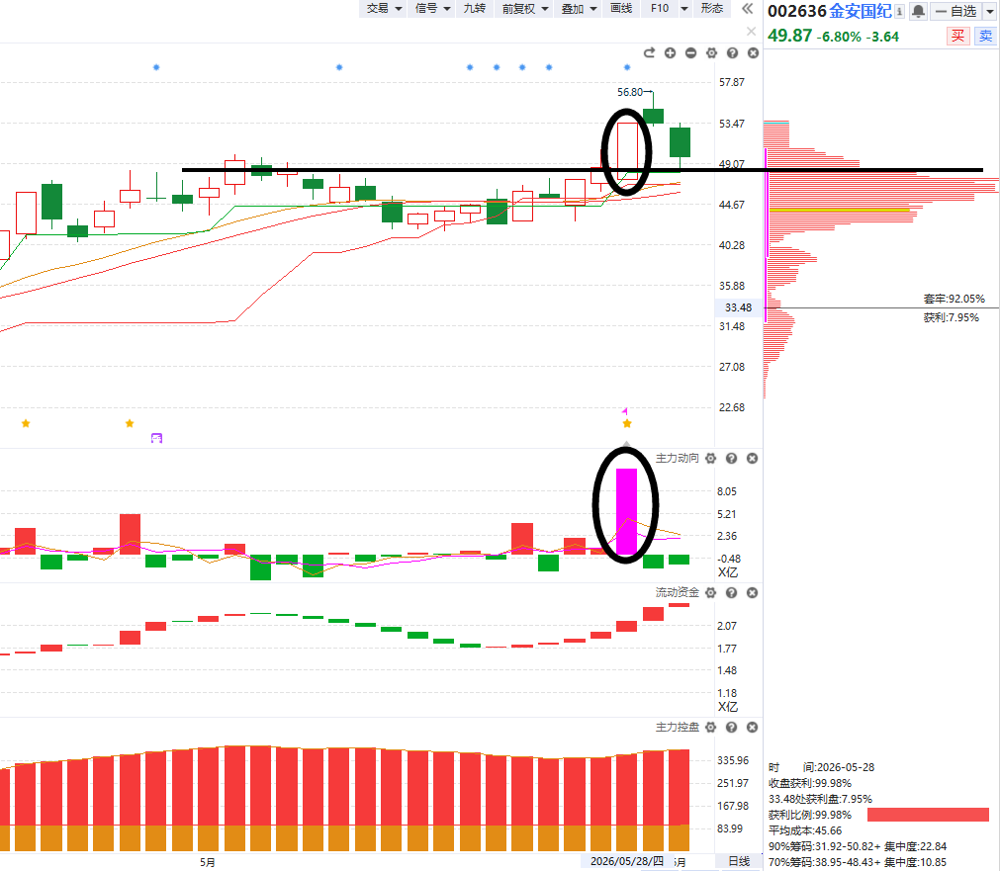 交易 信号 九转 前复权 叠加 画线 F10 形态
002636 金安国纪 自选
49.87 -6.80% -3.64 买 卖
57.87
56.80→
53.47
49.07
44.67
40.28
35.88
套牢:92.05%
33.48
获利:7.95%
31.48
27.08
22.68
主力动向
8.05
5.21
2.36
-0.48
X亿
流动资金
2.07
1.77
1.48
1.18
X亿
主力控盘
335.96
251.97
167.98
83.99
时 间:2026-05-28
收盘获利:99.98%
33.48处获利盘:7.95%
获利比例:99.98%
平均成本:45.66
90%筹码:31.92-50.82+ 集中度:22.84
70%筹码:38.95-48.43+ 集中度:10.85
5月 2026/05/28/四 月 日线